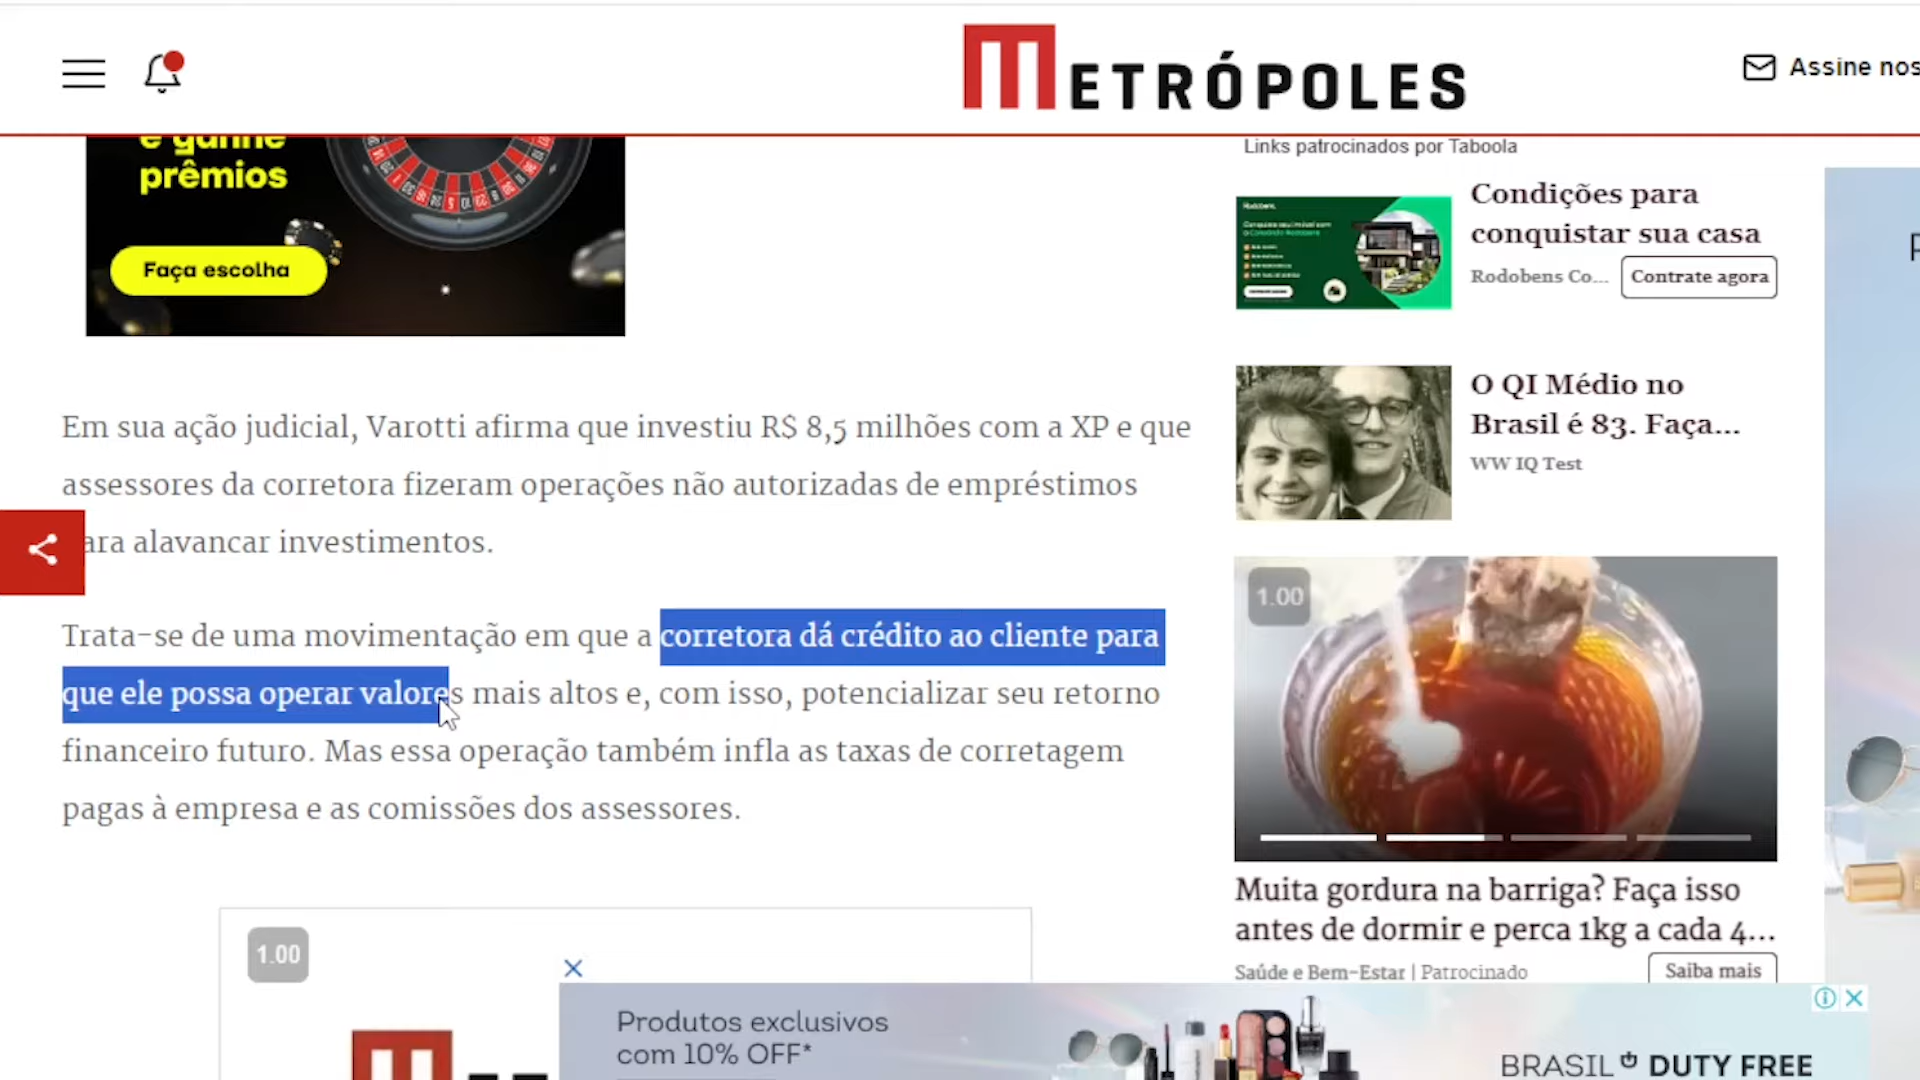 METRÓPOLES
Assine nos
e ganhe
prêmios
Faça escolha
Em sua ação judicial, Varotti afirma que investiu R$ 8,5 milhões com a XP e que
assessores da corretora fizeram operações não autorizadas de empréstimos
ara alavancar investimentos.
Trata-se de uma movimentação em que a corretora dá crédito ao cliente para
que ele possa operar valores mais altos e, com isso, potencializar seu retorno
financeiro futuro. Mas essa operação também infla as taxas de corretagem
pagas à empresa e as comissões dos assessores.
1.00
Links patrocinados por Taboola
Condições para
conquistar sua casa
Rodobens Co...
Contrate agora
O QI Médio no
Brasil é 83. Faça...
WW IQ Test
1.00
Muita gordura na barriga? Faça isso
antes de dormir e perca 1kg a cada 4...
Saúde e Bem-Estar | Patrocinado
Saiba mais
Produtos exclusivos
com 10% OFF*
BRASIL DUTY FREE